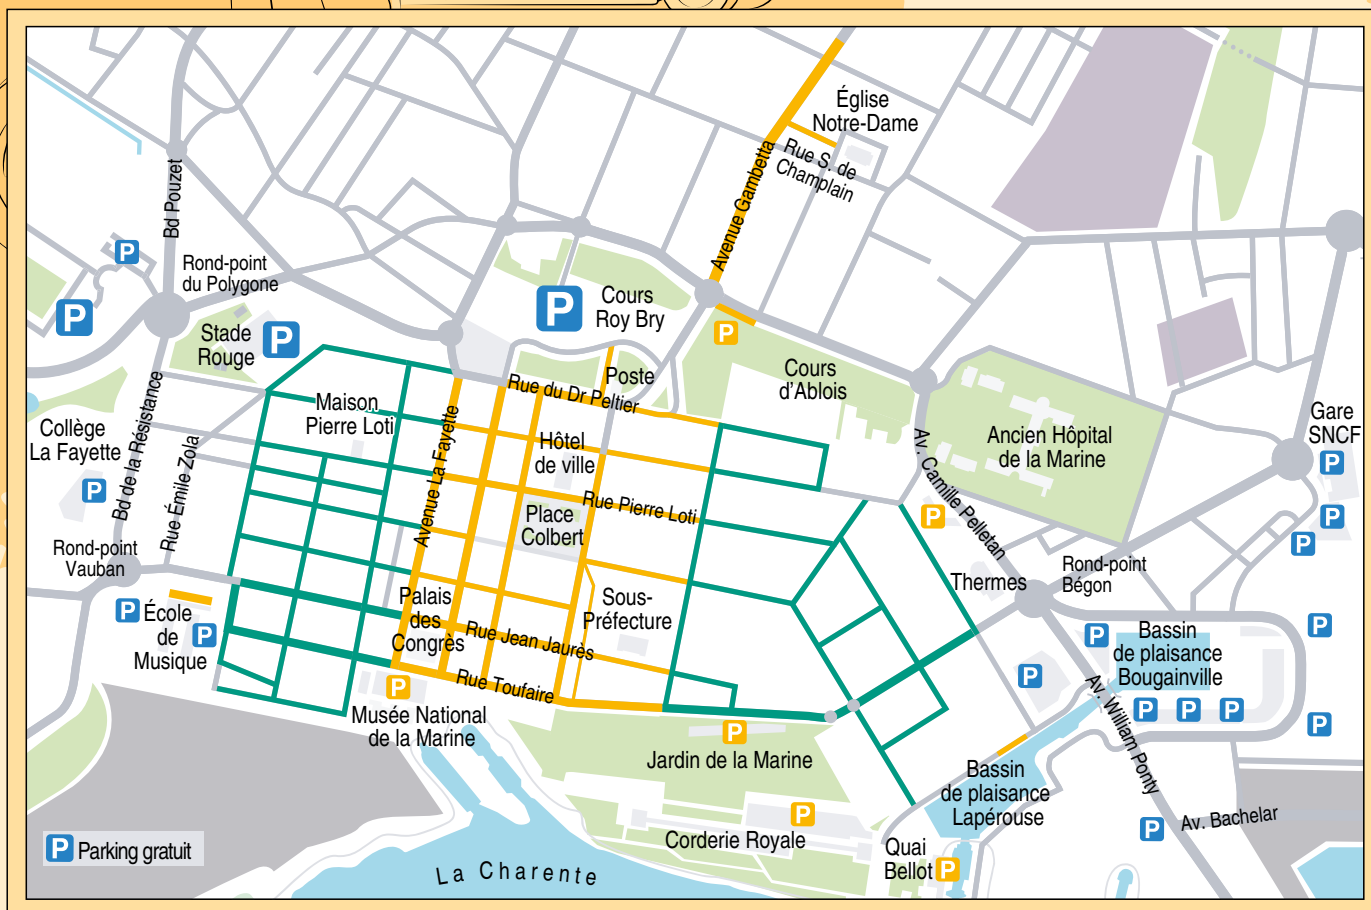 Église
Notre-Dame
Rue S. de
Champlain
Avenue Gambetta
Bd Pouzet
P
Rond-point
du Polygone
P
Stade
Rouge
P
P
Cours
Roy Bry
P
Cours
d'Ablois
Poste
Rue du Dr Peltier
Maison
Pierre Loti
Avenue La Fayette
Hôtel
de ville
Rue Pierre Loti
Place
Colbert
Collège
La Fayette
P
Bd de la Résistance
Rue Émile Zola
Rond-point
Vauban
P
École
de
Musique
P
Palais
des
Congrès
Rue Jean Jaurès
Sous-
Préfecture
Rue Toufaire
P
Musée National
de la Marine
P
Jardin de la Marine
P
Corderie Royale
Ancien Hôpital
de la Marine
Av. Camille Pelletan
P
Gare
SNCF
P
P
P
Thermes
Rond-point
Bégon
P
P
P
Bassin
de plaisance
Bougainville
P
P
P
P
Av. William Ponty
Bassin
de plaisance
Lapérouse
P
Av. Bachelar
Quai
Bellot
P
La Charente
P Parking gratuit